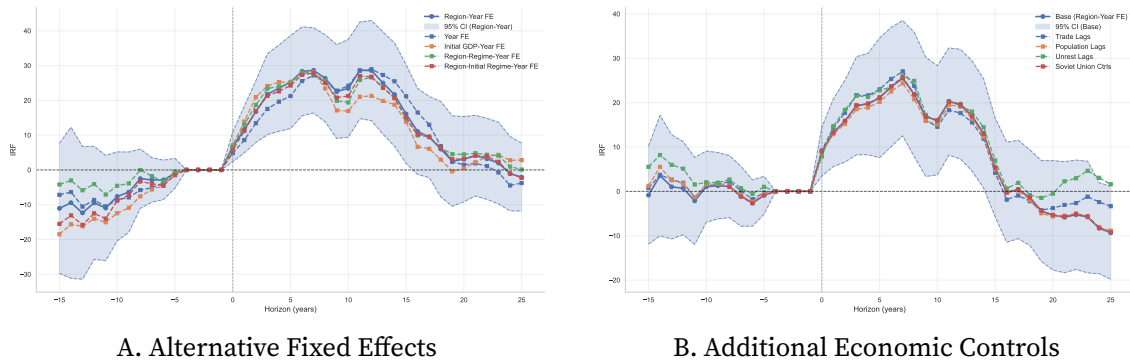 Region-Year FE
95% CI (Region-Year)
Year FE
Initial GDP-Year FE
Region-Regime-Year FE
Region-Initial Regime-Year FE
40
30
20
10
0
−10
−20
−30
IRF
−15
−10
−5
0
5
10
15
20
25
Horizon (years)
A. Alternative Fixed Effects
Base (Region-Year FE)
95% CI (Base)
Trade Lags
Population Lags
Unrest Lags
Soviet Union Ctrls
40
30
20
10
0
−10
−20
IRF
−15
−10
−5
0
5
10
15
20
25
Horizon (years)
B. Additional Economic Controls